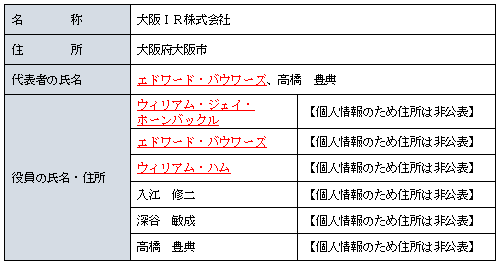 名　　　称　大阪ＩＲ株式会社
住　　　所　大阪府大阪市
代表者の氏名　エドワード・バウワーズ、高橋　豊典
役員の氏名・住所
ウィリアム・ジェイ・
ホーンバックル　【個人情報のため住所は非公表】
エドワード・バウワーズ　【個人情報のため住所は非公表】
ウィリアム・ハム　【個人情報のため住所は非公表】
入江　修二　【個人情報のため住所は非公表】
深谷　敏成　【個人情報のため住所は非公表】
高橋　豊典　【個人情報のため住所は非公表】